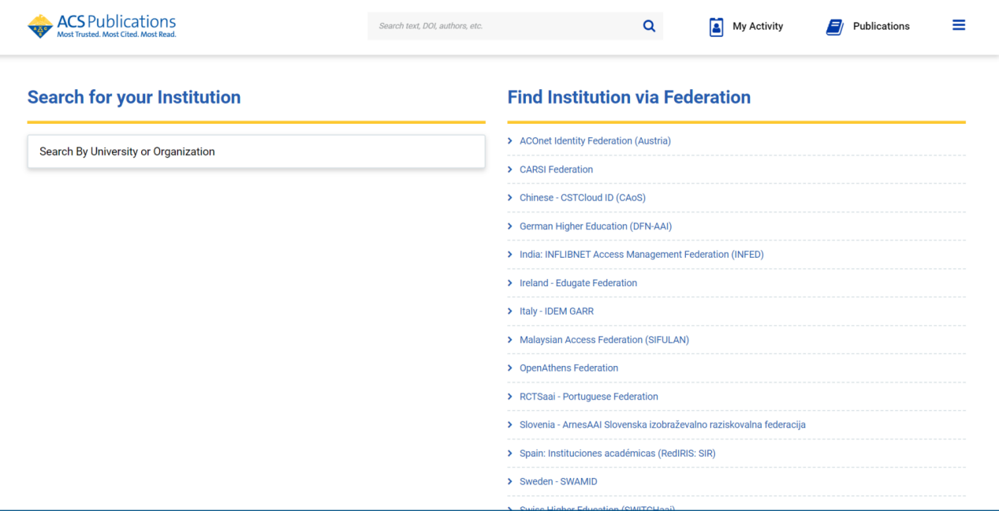 ACS Publications
Most Trusted. Most Cited. Most Read.
Search text, DOI, authors, etc.
My Activity
Publications
Search for your Institution
Search By University or Organization
Find Institution via Federation
ACOnet Identity Federation (Austria)
CARSI Federation
Chinese - CSTCloud ID (CAoS)
German Higher Education (DFN-AAI)
India: INFLIBNET Access Management Federation (INFED)
Ireland - Edugate Federation
Italy - IDEM GARR
Malaysian Access Federation (SIFULAN)
OpenAthens Federation
RCTSaai - Portuguese Federation
Slovenia - ArnesAAI Slovenska izobraževalno raziskovalna federacija
Spain: Instituciones académicas (RedIRIS: SIR)
Sweden - SWAMID
Swiss Higher Education (SWITCHaai)